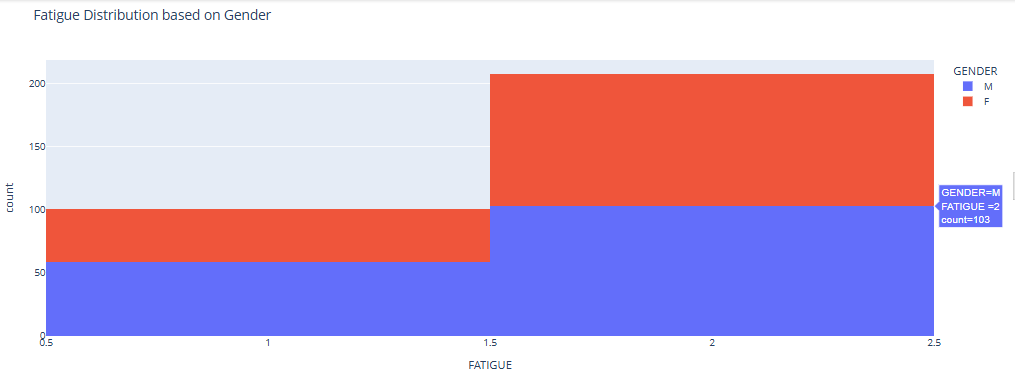 Fatigue Distribution based on Gender
GENDER
M
F
200
150
100
50
0
count
GENDER=M
FATIGUE =2
count=103
0.5
1
1.5
2
2.5
FATIGUE